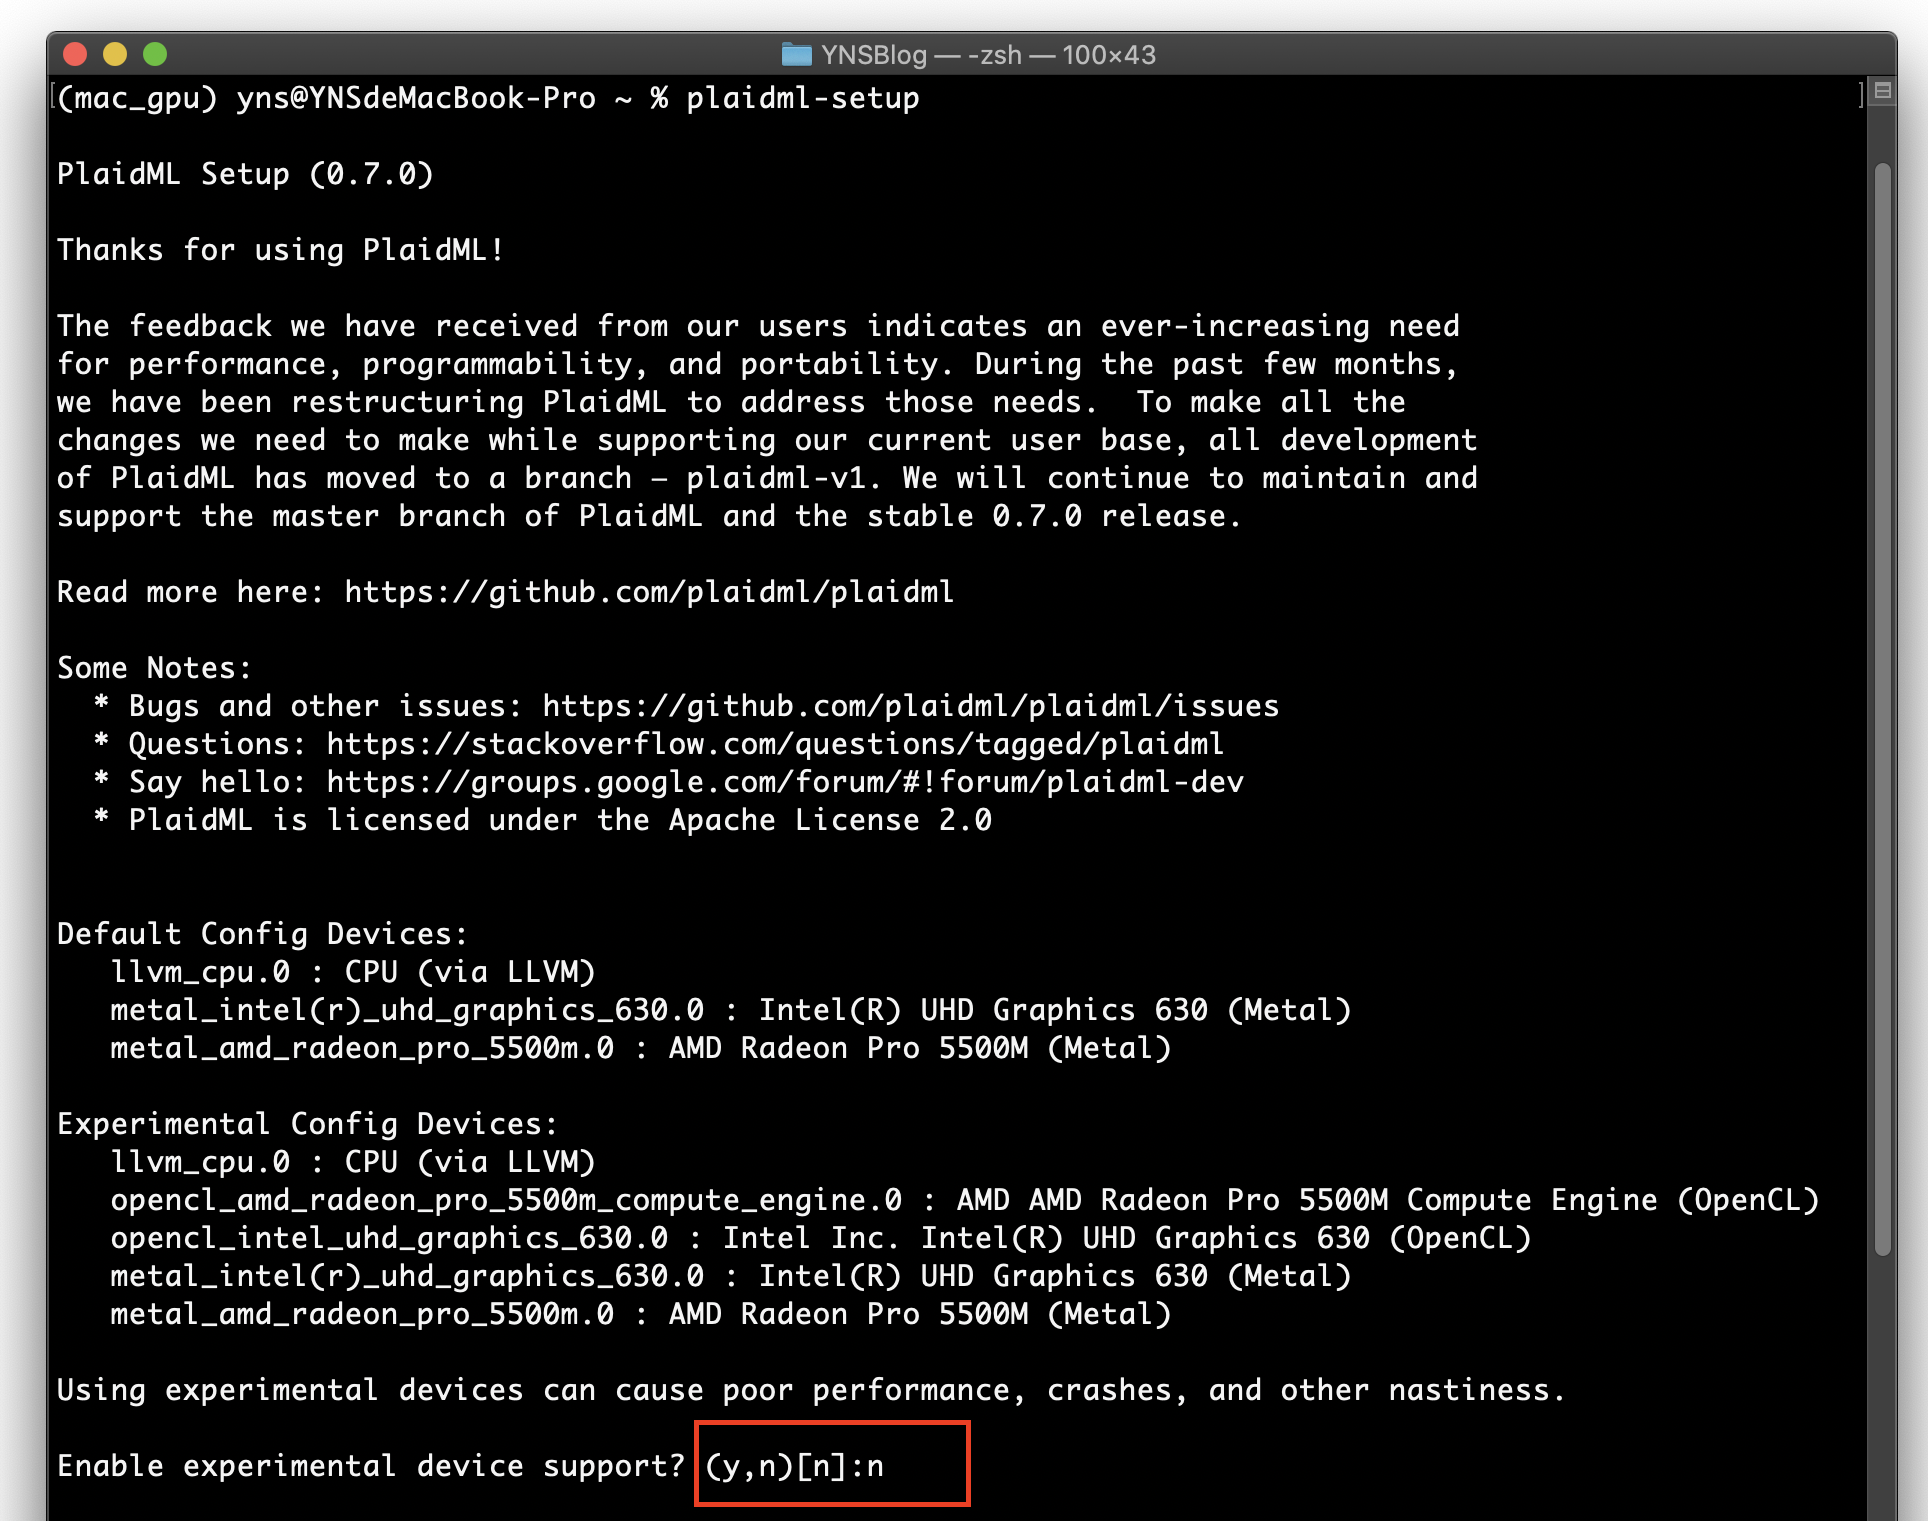 YNSBlog — -zsh — 100×43
(mac_gpu) yns@YNSdeMacBook-Pro ~ % plaidml-setup
PlaidML Setup (0.7.0)
Thanks for using PlaidML!
The feedback we have received from our users indicates an ever-increasing need
for performance, programmability, and portability. During the past few months,
we have been restructuring PlaidML to address those needs.  To make all the
changes we need to make while supporting our current user base, all development
of PlaidML has moved to a branch — plaidml-v1. We will continue to maintain and
support the master branch of PlaidML and the stable 0.7.0 release.
Read more here: https://github.com/plaidml/plaidml
Some Notes:
* Bugs and other issues: https://github.com/plaidml/plaidml/issues
* Questions: https://stackoverflow.com/questions/tagged/plaidml
* Say hello: https://groups.google.com/forum/#!forum/plaidml-dev
* PlaidML is licensed under the Apache License 2.0
Default Config Devices:
llvm_cpu.0 : CPU (via LLVM)
metal_intel(r)_uhd_graphics_630.0 : Intel(R) UHD Graphics 630 (Metal)
metal_amd_radeon_pro_5500m.0 : AMD Radeon Pro 5500M (Metal)
Experimental Config Devices:
llvm_cpu.0 : CPU (via LLVM)
opencl_amd_radeon_pro_5500m_compute_engine.0 : AMD AMD Radeon Pro 5500M Compute Engine (OpenCL)
opencl_intel_uhd_graphics_630.0 : Intel Inc. Intel(R) UHD Graphics 630 (OpenCL)
metal_intel(r)_uhd_graphics_630.0 : Intel(R) UHD Graphics 630 (Metal)
metal_amd_radeon_pro_5500m.0 : AMD Radeon Pro 5500M (Metal)
Using experimental devices can cause poor performance, crashes, and other nastiness.
Enable experimental device support? (y,n)[n]:n